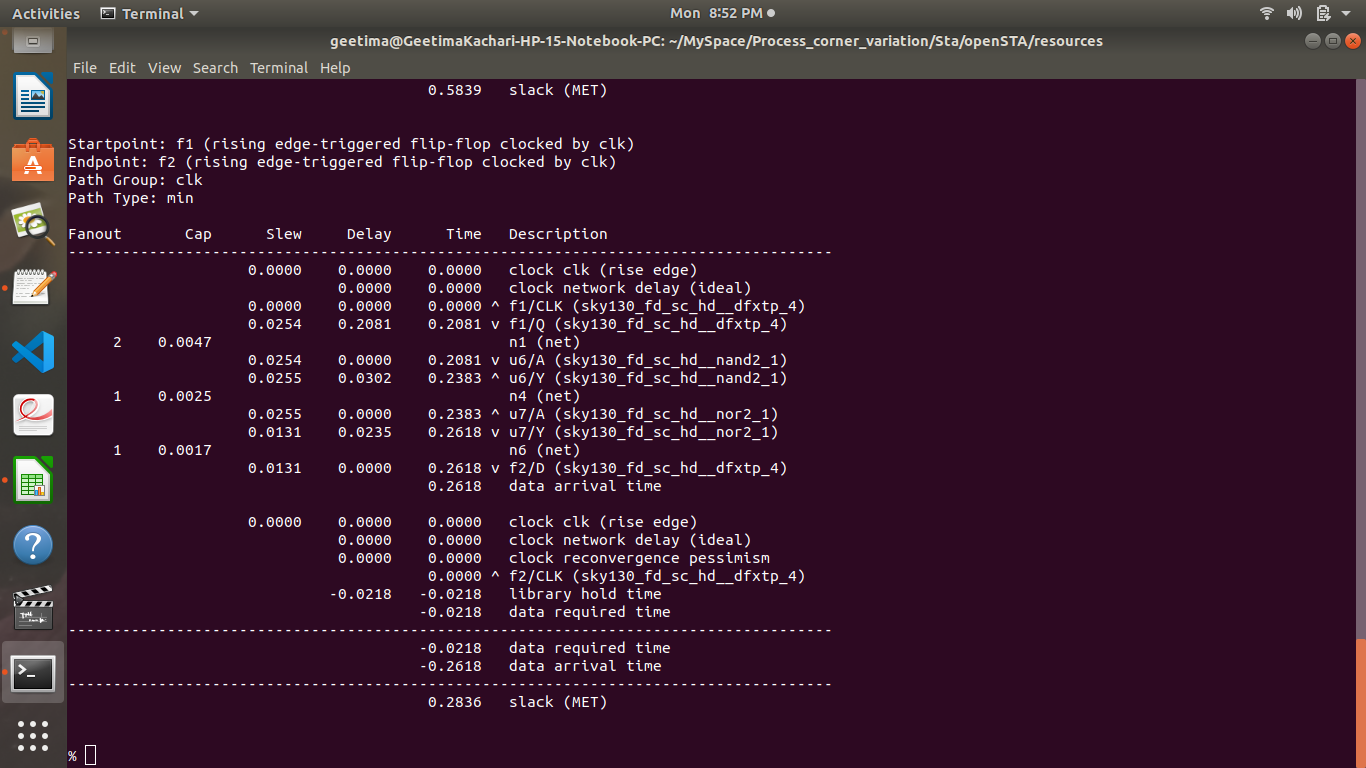 Activities Terminal Mon 8:52 PM
geetima@GeetimaKachari-HP-15-Notebook-PC: ~/MySpace/Process_corner_variation/Sta/openSTA/resources
File Edit View Search Terminal Help
0.5839 slack (MET)
Startpoint: f1 (rising edge-triggered flip-flop clocked by clk)
Endpoint: f2 (rising edge-triggered flip-flop clocked by clk)
Path Group: clk
Path Type: min
Fanout Cap Slew Delay Time Description
-------------------------------------------------------------------------------------
0.0000 0.0000 0.0000 clock clk (rise edge)
0.0000 0.0000 clock network delay (ideal)
0.0000 0.0000 0.0000 ^ f1/CLK (sky130_fd_sc_hd__dfxtp_4)
0.0254 0.2081 0.2081 v f1/Q (sky130_fd_sc_hd__dfxtp_4)
2 0.0047 n1 (net)
0.0254 0.0000 0.2081 v u6/A (sky130_fd_sc_hd__nand2_1)
0.0255 0.0302 0.2383 ^ u6/Y (sky130_fd_sc_hd__nand2_1)
1 0.0025 n4 (net)
0.0255 0.0000 0.2383 ^ u7/A (sky130_fd_sc_hd__nor2_1)
0.0131 0.0235 0.2618 v u7/Y (sky130_fd_sc_hd__nor2_1)
1 0.0017 n6 (net)
0.0131 0.0000 0.2618 v f2/D (sky130_fd_sc_hd__dfxtp_4)
0.2618 data arrival time
0.0000 0.0000 0.0000 clock clk (rise edge)
0.0000 0.0000 clock network delay (ideal)
0.0000 0.0000 clock reconvergence pessimism
0.0000 ^ f2/CLK (sky130_fd_sc_hd__dfxtp_4)
-0.0218 -0.0218 library hold time
-0.0218 data required time
-------------------------------------------------------------------------------------
-0.0218 data required time
-0.2618 data arrival time
-------------------------------------------------------------------------------------
0.2836 slack (MET)
%